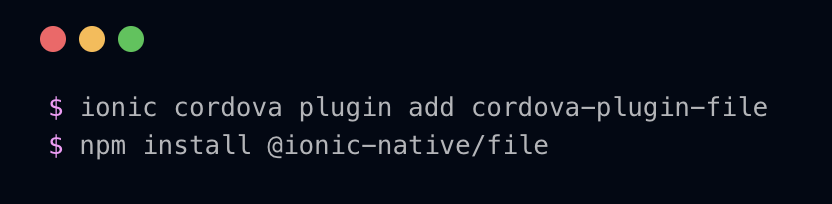 $ ionic cordova plugin add cordova-plugin-file
$ npm install @ionic-native/file